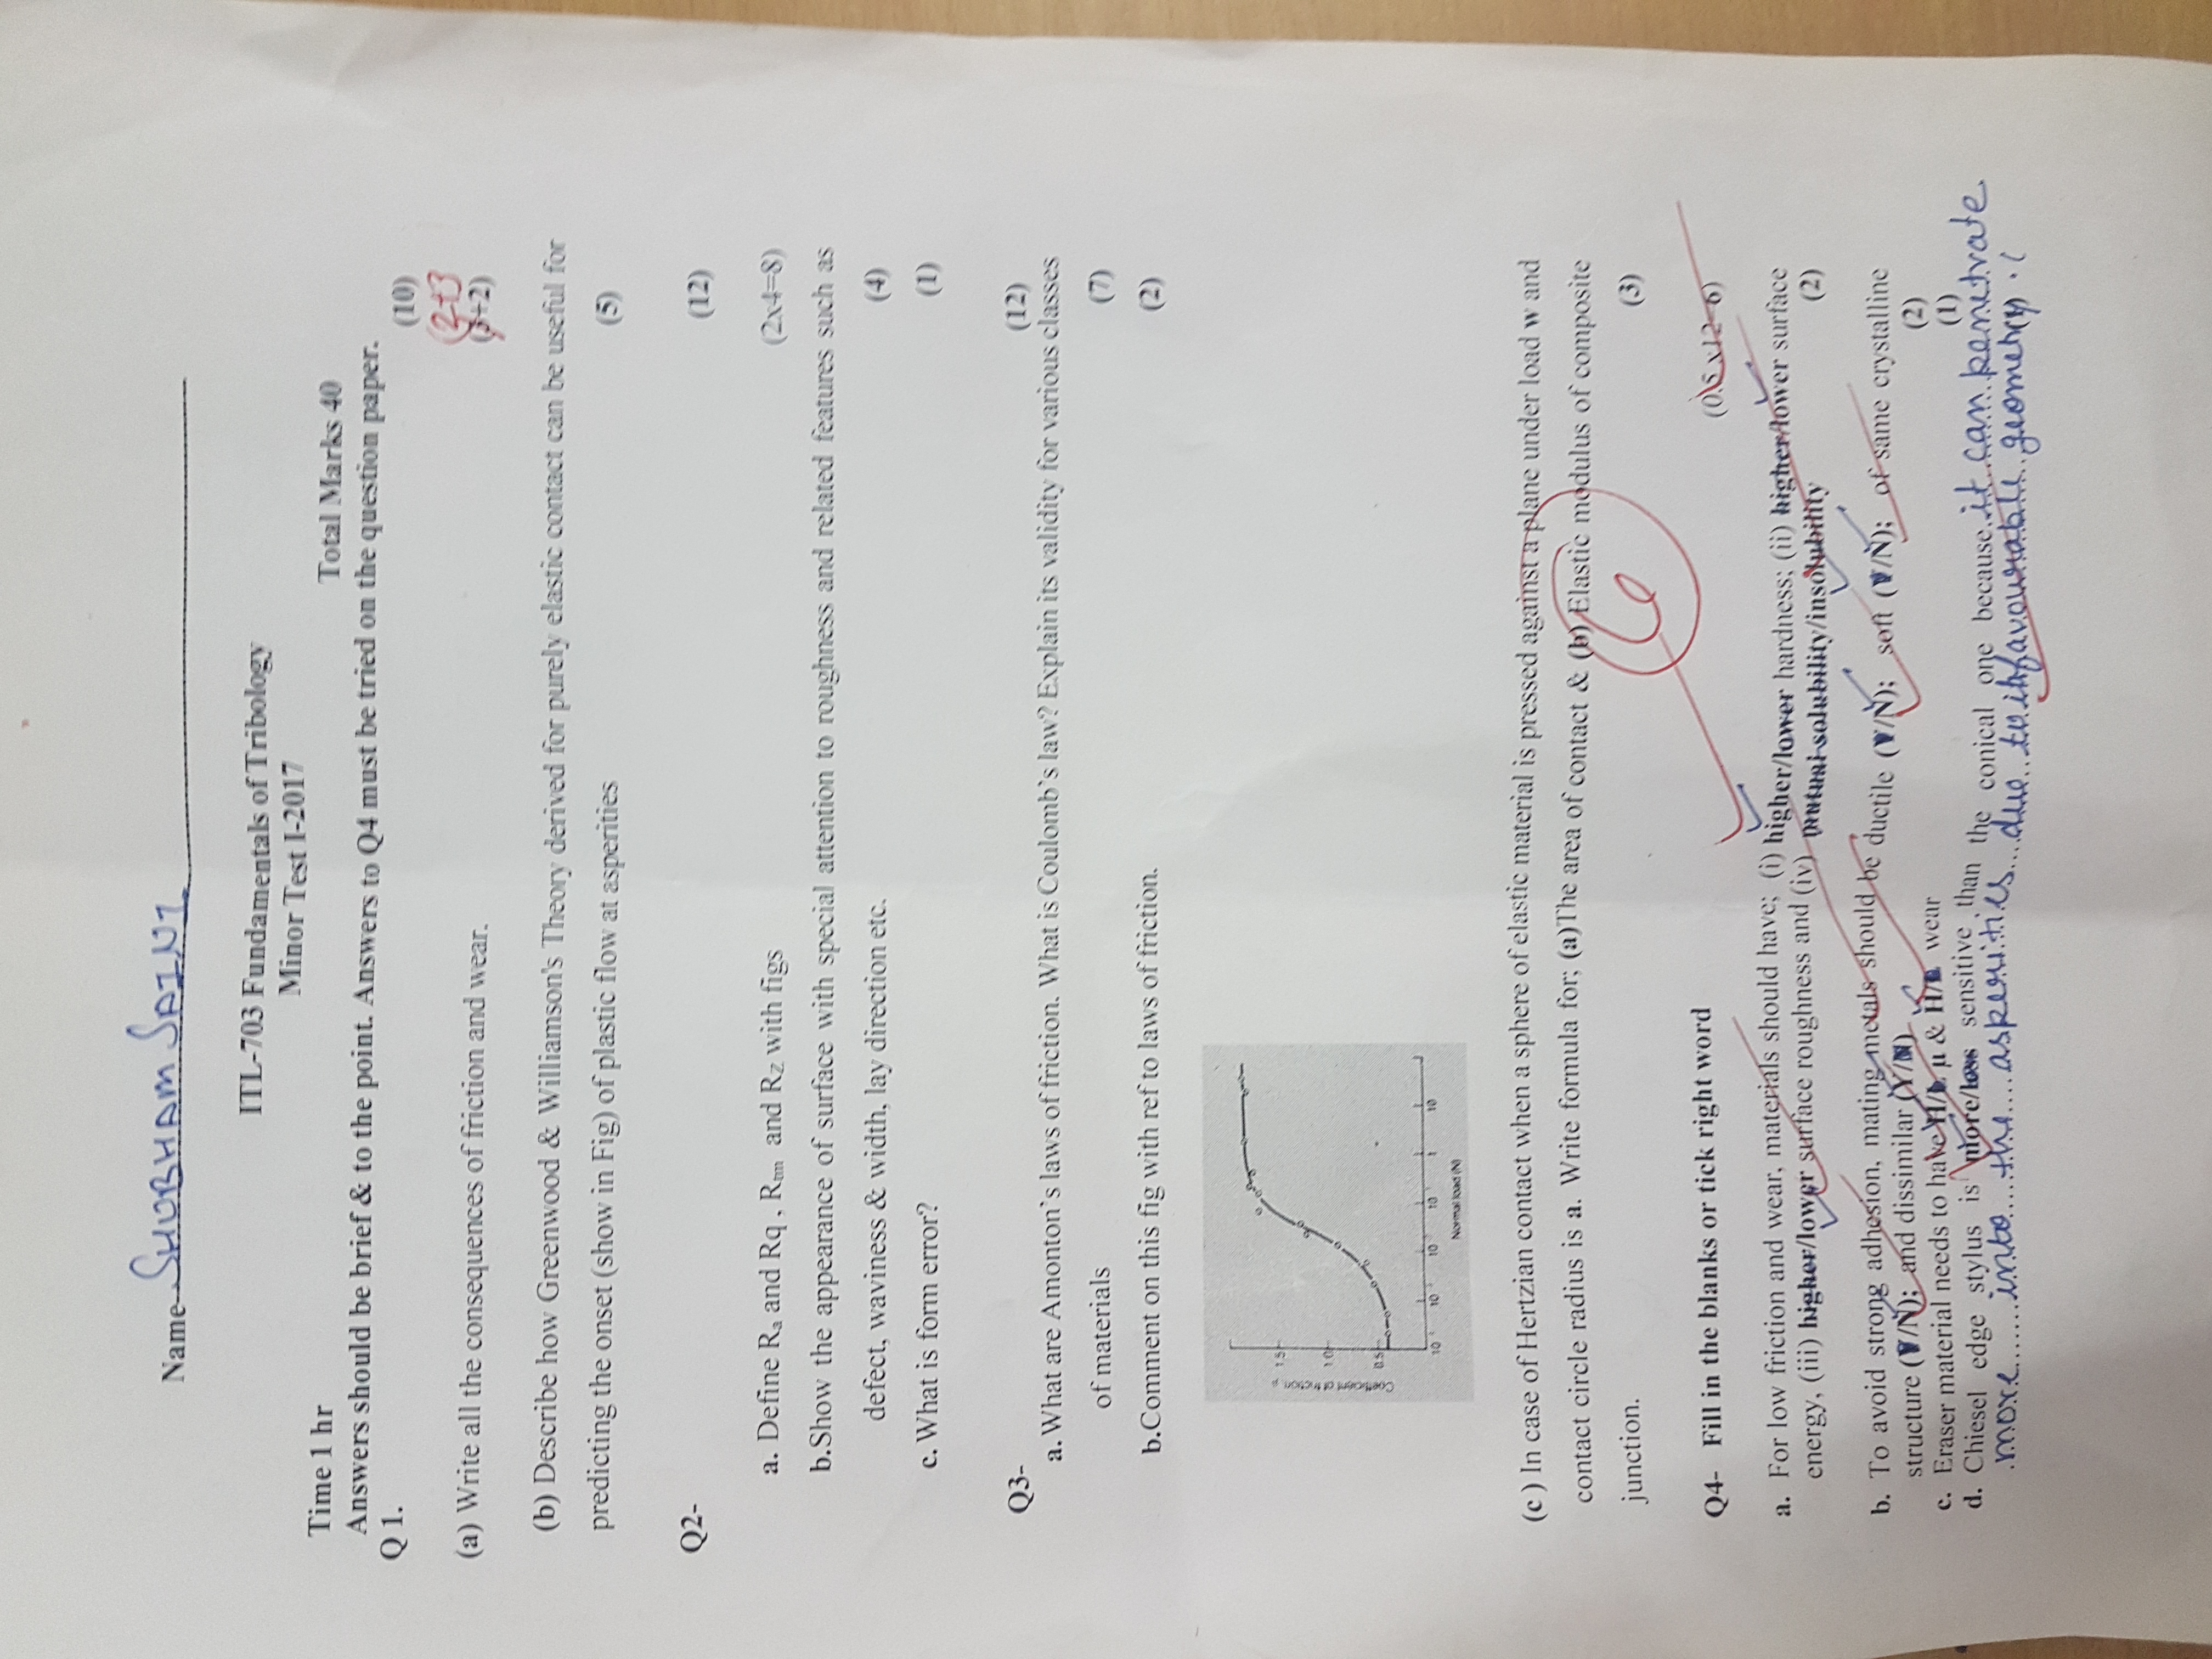 Name SHUBHAM SAINI
ITL-703 Fundamentals of Tribology
Minor Test I-2017
Time 1 hr Total Marks 40
Answers should be brief & to the point. Answers to Q4 must be tried on the question paper.
Q 1. (10)
(2+3
(a) Write all the consequences of friction and wear. (3+2)
(b) Describe how Greenwood & Williamson's Theory derived for purely elastic contact can be useful for
predicting the onset (show in Fig) of plastic flow at asperities (5)
Q2- (12)
a. Define Ra and Rq , Rtm and RZ with figs (2x4=8)
b.Show the appearance of surface with special attention to roughness and related features such as
defect, waviness & width, lay direction etc. (4)
c. What is form error? (1)
Q3- (12)
a. What are Amonton's laws of friction. What is Coulomb's law? Explain its validity for various classes
of materials (7)
b.Comment on this fig with ref to laws of friction. (2)
Coefficient of friction, μ
1.5
1.0
0.5
10 10 10 10 1 10
Normal load (N)
(c ) In case of Hertzian contact when a sphere of elastic material is pressed against a plane under load w and
contact circle radius is a. Write formula for; (a)The area of contact & (b) Elastic modulus of composite
junction. (3)
6
Q4- Fill in the blanks or tick right word (0.5 x12=6)
a. For low friction and wear, materials should have; (i) higher/lower hardness; (ii) higher/lower surface
energy, (iii) higher/lower surface roughness and (iv) mutual solubility/insolubility (2)
b. To avoid strong adhesion, mating metals should be ductile (Y/N); soft (Y/N); of same crystalline
structure (Y/N); and dissimilar (Y/N) (2)
c. Eraser material needs to have H/L μ & H/L wear (1)
d. Chiesel edge stylus is more/less sensitive than the conical one because it can penetrate
more into the asperities due to its favourable geometry. (1)